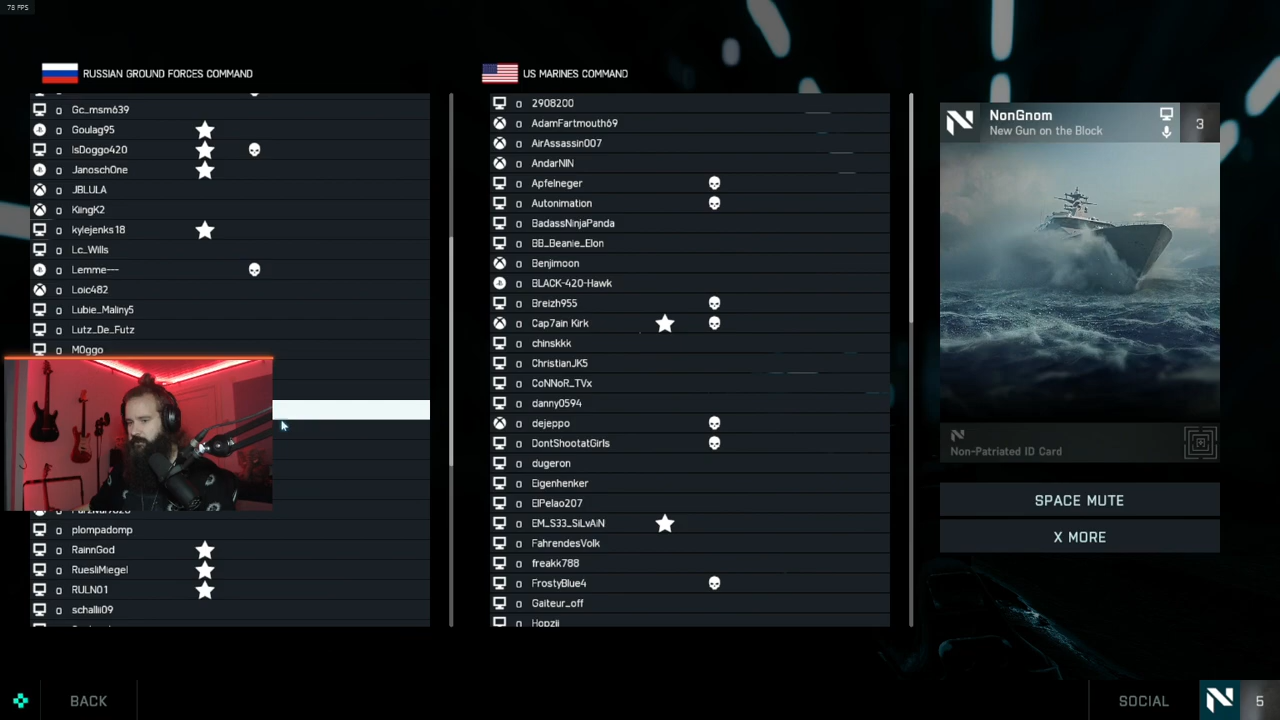 78 FPS
RUSSIAN GROUND FORCES COMMAND
Gc_msm639
0 Goulag95
0 IsDoggo420
0 JanoschOne
0 JBLULA
0 KiingK2
0 kylejenks18
0 Lc_Wills
0 Lemme---
0 Loic482
0 Lubie_Maliny5
0 Lutz_De_Futz
0 M0ggo
0 plompadomp
0 RainnGod
0 RuesliMiegel
0 RULN01
0 schallii09
US MARINES COMMAND
0 2908200
0 AdamFartmouth69
0 AirAssassin007
0 AndarNIN
0 Apfelneger
0 Autonimation
0 BadassNinjaPanda
0 BB_Beanie_Elon
0 Benjimoon
0 BLACK-420-Hawk
0 Breizh955
0 Cap7ain Kirk
0 chinskkk
0 ChristianJK5
0 CoNNoR_TVx
0 danny0594
0 dejeppo
0 DontShootatGirls
0 dugeron
0 Eigenhenker
0 ElPelao207
0 EM_S33_SiLvAiN
0 FahrendesVolk
0 freakk788
0 FrostyBlue4
0 Gaiteur_off
0 Hopzii
NonGnom
New Gun on the Block
3
Non-Patriated ID Card
SPACE MUTE
X MORE
BACK
SOCIAL
5